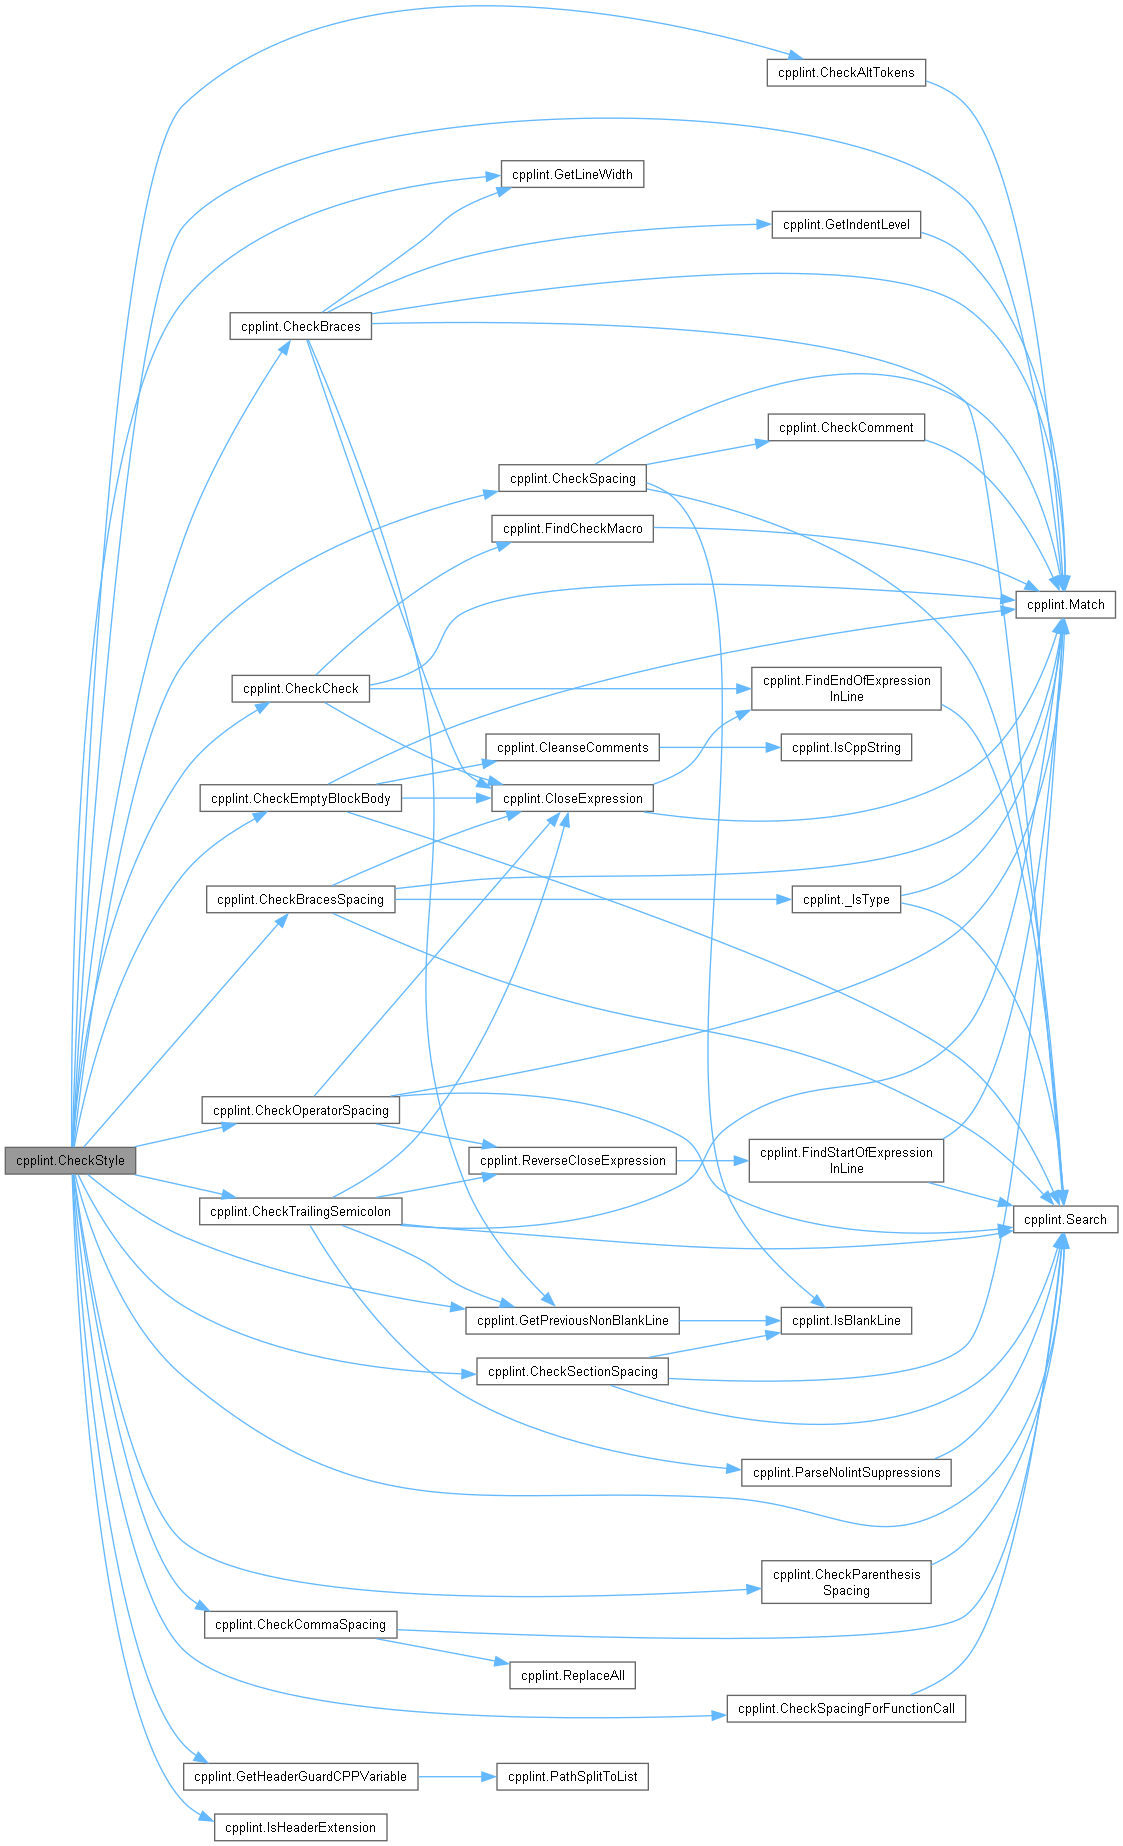 cpplint.CheckAltTokens
cpplint.GetLineWidth
cpplint.GetIndentLevel
cpplint.CheckBraces
cpplint.CheckComment
cpplint.CheckSpacing
cpplint.FindCheckMacro
cpplint.Match
cpplint.CheckCheck
cpplint.FindEndOfExpression
InLine
cpplint.CleanseComments
cpplint.IsCppString
cpplint.CheckEmptyBlockBody
cpplint.CloseExpression
cpplint.CheckBracesSpacing
cpplint._IsType
cpplint.CheckOperatorSpacing
cpplint.CheckStyle
cpplint.ReverseCloseExpression
cpplint.FindStartOfExpression
InLine
cpplint.CheckTrailingSemicolon
cpplint.Search
cpplint.GetPreviousNonBlankLine
cpplint.IsBlankLine
cpplint.CheckSectionSpacing
cpplint.ParseNolintSuppressions
cpplint.CheckParenthesis
Spacing
cpplint.CheckCommaSpacing
cpplint.ReplaceAll
cpplint.CheckSpacingForFunctionCall
cpplint.GetHeaderGuardCPPVariable
cpplint.PathSplitToList
cpplint.IsHeaderExtension